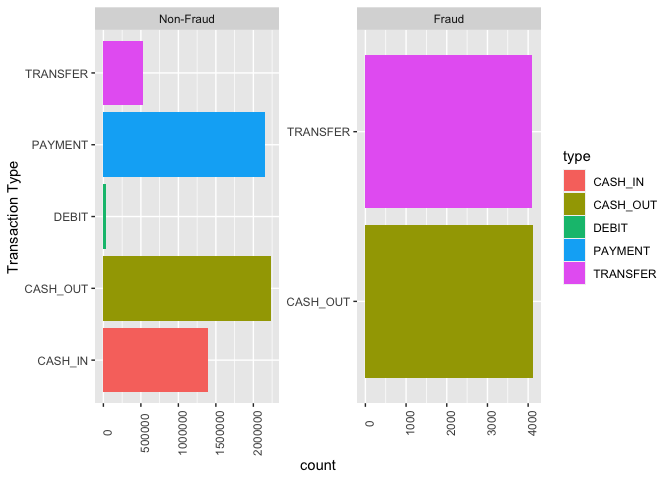 Non-Fraud
Fraud
Transaction Type
TRANSFER
PAYMENT
DEBIT
CASH_OUT
CASH_IN
0
500000
1000000
1500000
2000000
TRANSFER
CASH_OUT
0
1000
2000
3000
4000
count
type
CASH_IN
CASH_OUT
DEBIT
PAYMENT
TRANSFER